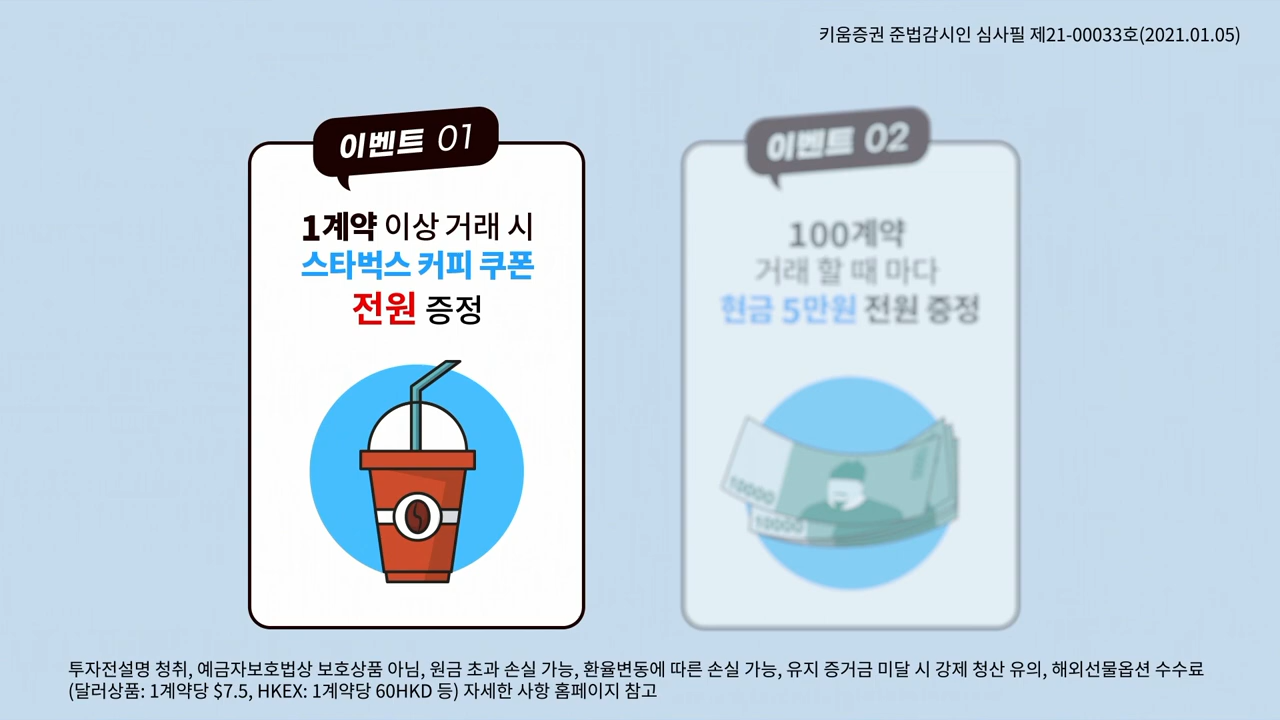 키움증권 준법감시인 심사필 제21-00033호(2021.01.05)
이벤트 01
1계약 이상 거래 시
스타벅스 커피 쿠폰
전원 증정
이벤트 02
100계약
거래 할 때 마다
현금 5만원 전원 증정
10000
10000
투자전설명 청취, 예금자보호법상 보호상품 아님, 원금 초과 손실 가능, 환율변동에 따른 손실 가능, 유지 증거금 미달 시 강제 청산 유의, 해외선물옵션 수수료
(달러상품: 1계약당 $7.5, HKEX: 1계약당 60HKD 등) 자세한 사항 홈페이지 참고